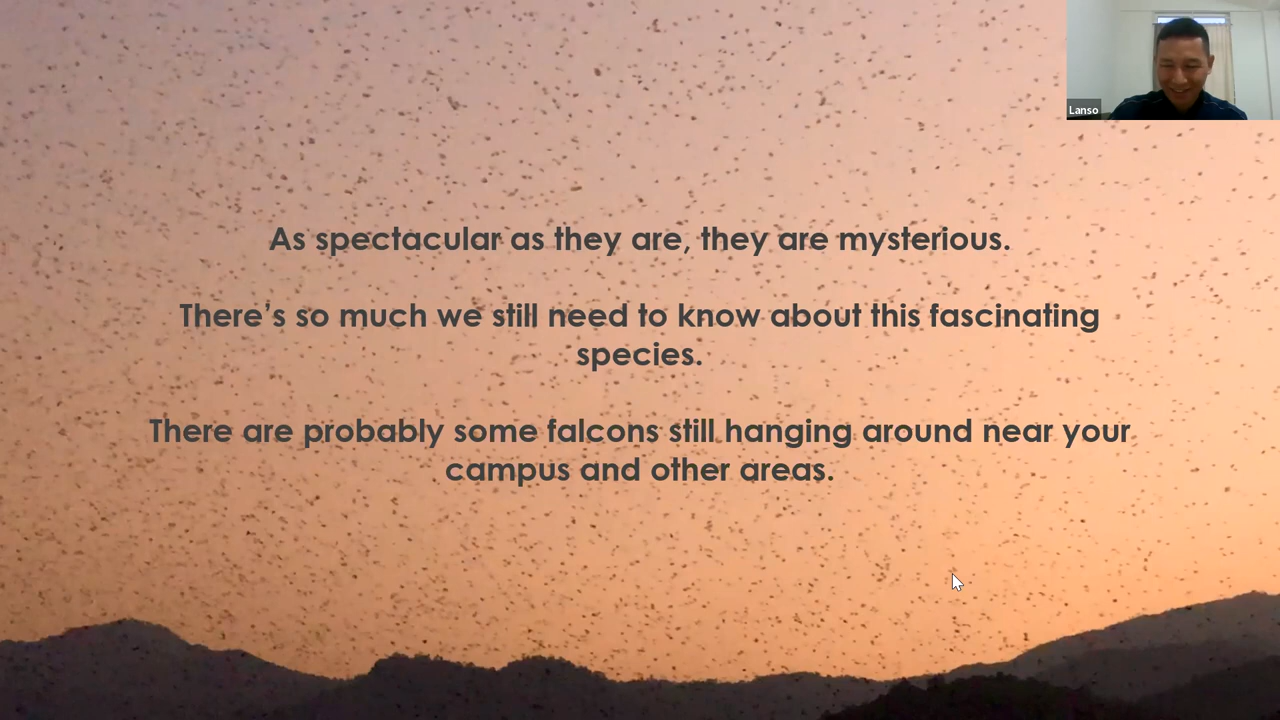 Lanso
As spectacular as they are, they are mysterious.
There's so much we still need to know about this fascinating
species.
There are probably some falcons still hanging around near your
campus and other areas.